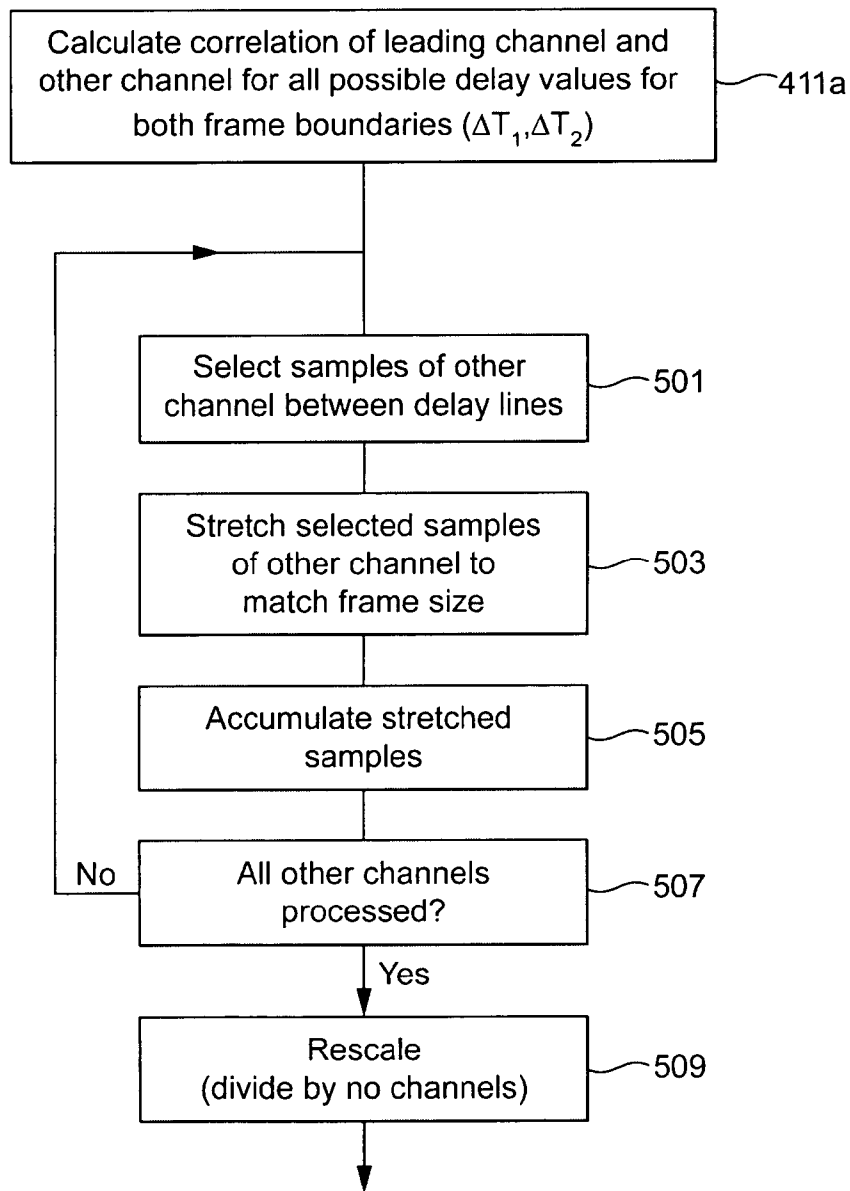 Calculate correlation of leading channel and
other channel for all possible delay values for
both frame boundaries (ΔT₁,ΔT₂)
411a
Select samples of other
channel between delay lines
501
Stretch selected samples
of other channel to
match frame size
503
Accumulate stretched
samples
505
All other channels
processed?
507
No
Yes
Rescale
(divide by no channels)
509